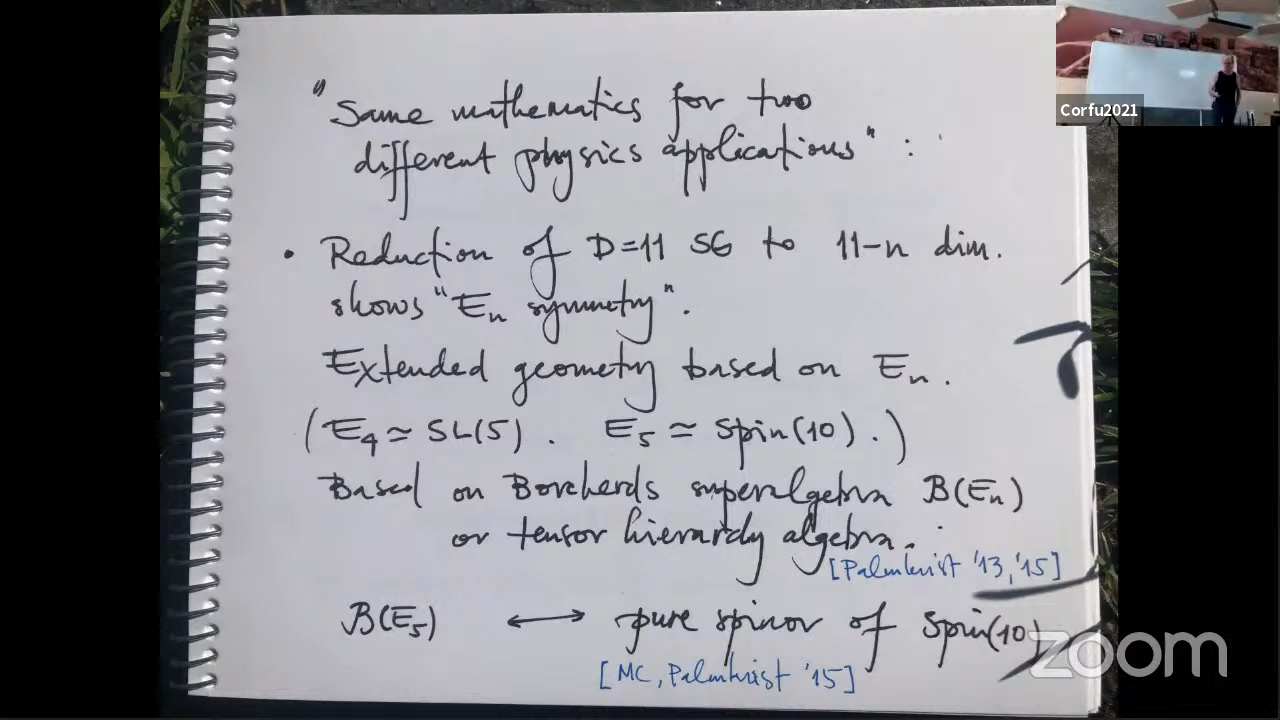 "Same mathematics for two
different physics applications" :
• Reduction of D=11 SG to 11-n dim.
shows "En symmetry".
Extended geometry based on En.
(E4 ≃ SL(5). E5 ≃ Spin(10).)
Based on Borcherds superalgebra B(En)
or tensor hierarchy algebra.
[Palmkvist '13,'15]
B(E5) ↔ pure spinor of Spin(10)
[MC, Palmkvist '15]
Corfu2021
zoom